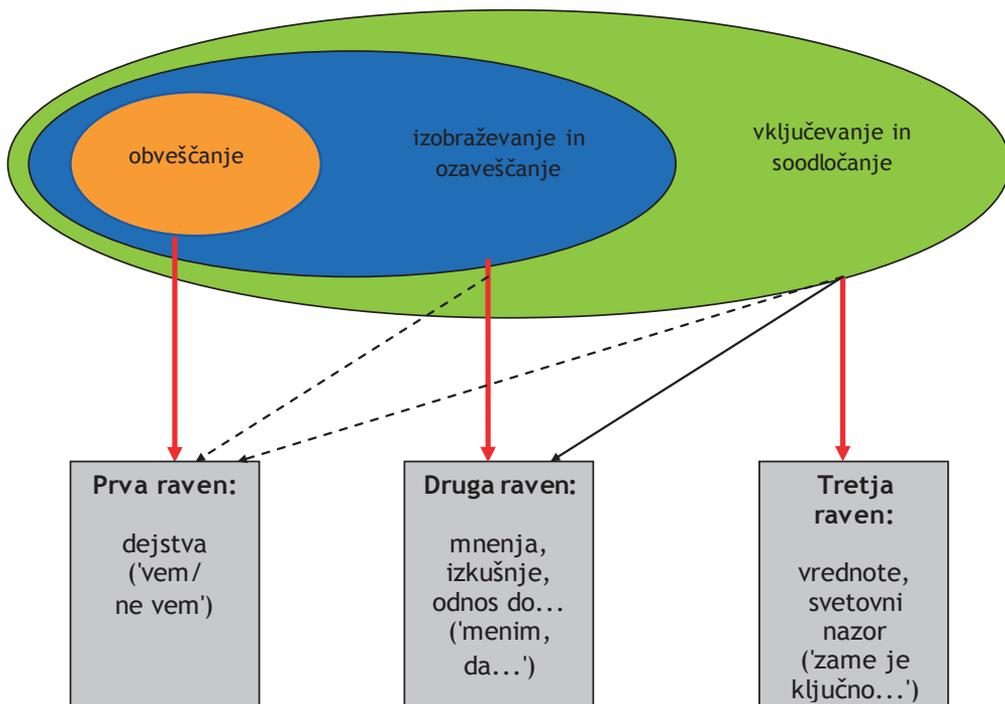 obveščanje
izobraževanje in
ozaveščanje
vključevanje in
soodločanje
Prva raven:
dejstva
('vem/
ne vem')
Druga raven:
mnenja,
izkušnje,
odnos do...
('menim,
da...')
Tretja
raven:
vrednote,
svetovni
nazor
('zame je
ključno...')